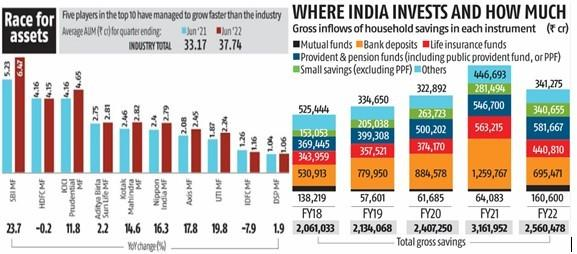 Race for
assets
Five players in the top 10 have managed to grow faster than the industry
Average AUM (₹ cr) for quarter ending: Jun '21 Jun '22
INDUSTRY TOTAL 33.17 37.74
5.23 6.47 4.16 4.15 4.16 4.65 2.75 2.81 2.46 2.82 2.4 2.79 2.08 2.45 1.87 2.24 1.26 1.16 1.04 1.06
SBI MF
HDFC MF
ICICI
Prudential
MF
Aditya Birla
Sun Life MF
Kotak
Mahindra
MF
Nippon
India MF
Axis MF
UTI MF
IDFC MF
DSP MF
23.7 -0.2 11.8 2.2 14.6 16.3 17.8 19.8 -7.9 1.9
YoY change (%)
WHERE INDIA INVESTS AND HOW MUCH
Gross inflows of household savings in each instrument (₹ cr)
Mutual funds Bank deposits Life insurance funds
Provident & pension funds (including public provident fund, or PPF)
Small savings (excluding PPF) Others
525,444 334,650 322,892 446,693 341,275
153,053 205,038 263,723 281,494 340,655
369,445 399,308 500,202 546,700 581,667
343,959 357,521 374,170 563,215 440,810
530,913 779,950 884,578 1,259,767 695,471
138,219 57,601 61,685 64,083 160,600
FY18 FY19 FY20 FY21 FY22
2,061,033 2,134,068 2,407,250 3,161,952 2,560,478
Total gross savings